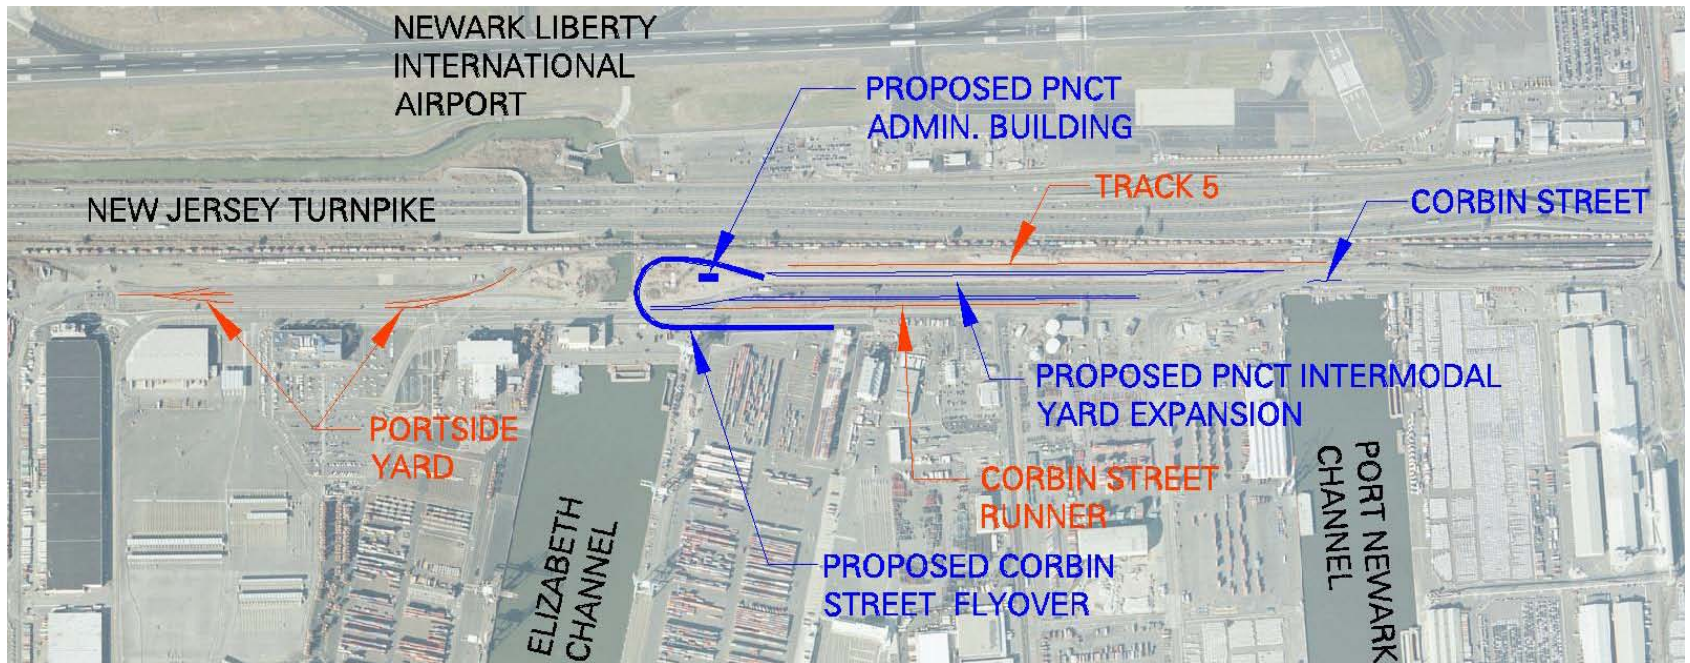 NEWARK LIBERTY
INTERNATIONAL
AIRPORT
PROPOSED PNCT
ADMIN. BUILDING
TRACK 5
CORBIN STREET
NEW JERSEY TURNPIKE
PROPOSED PNCT INTERMODAL
YARD EXPANSION
PORTSIDE
YARD
CORBIN STREET
RUNNER
PROPOSED CORBIN
STREET FLYOVER
ELIZABETH
CHANNEL
PORT NEWARK
CHANNEL